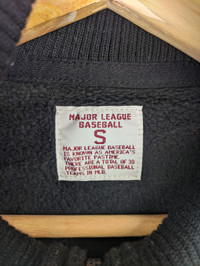 MAJOR LEAGUE
BASEBALL
S
MAJOR LEAGUE BASEBALL
IS KNOWN AS AMERICA'S
FAVORITE PASTIME.
THERE ARE A TOTAL OF 30
PROFESSIONAL BASEBALL
TEAMS IN MLB.